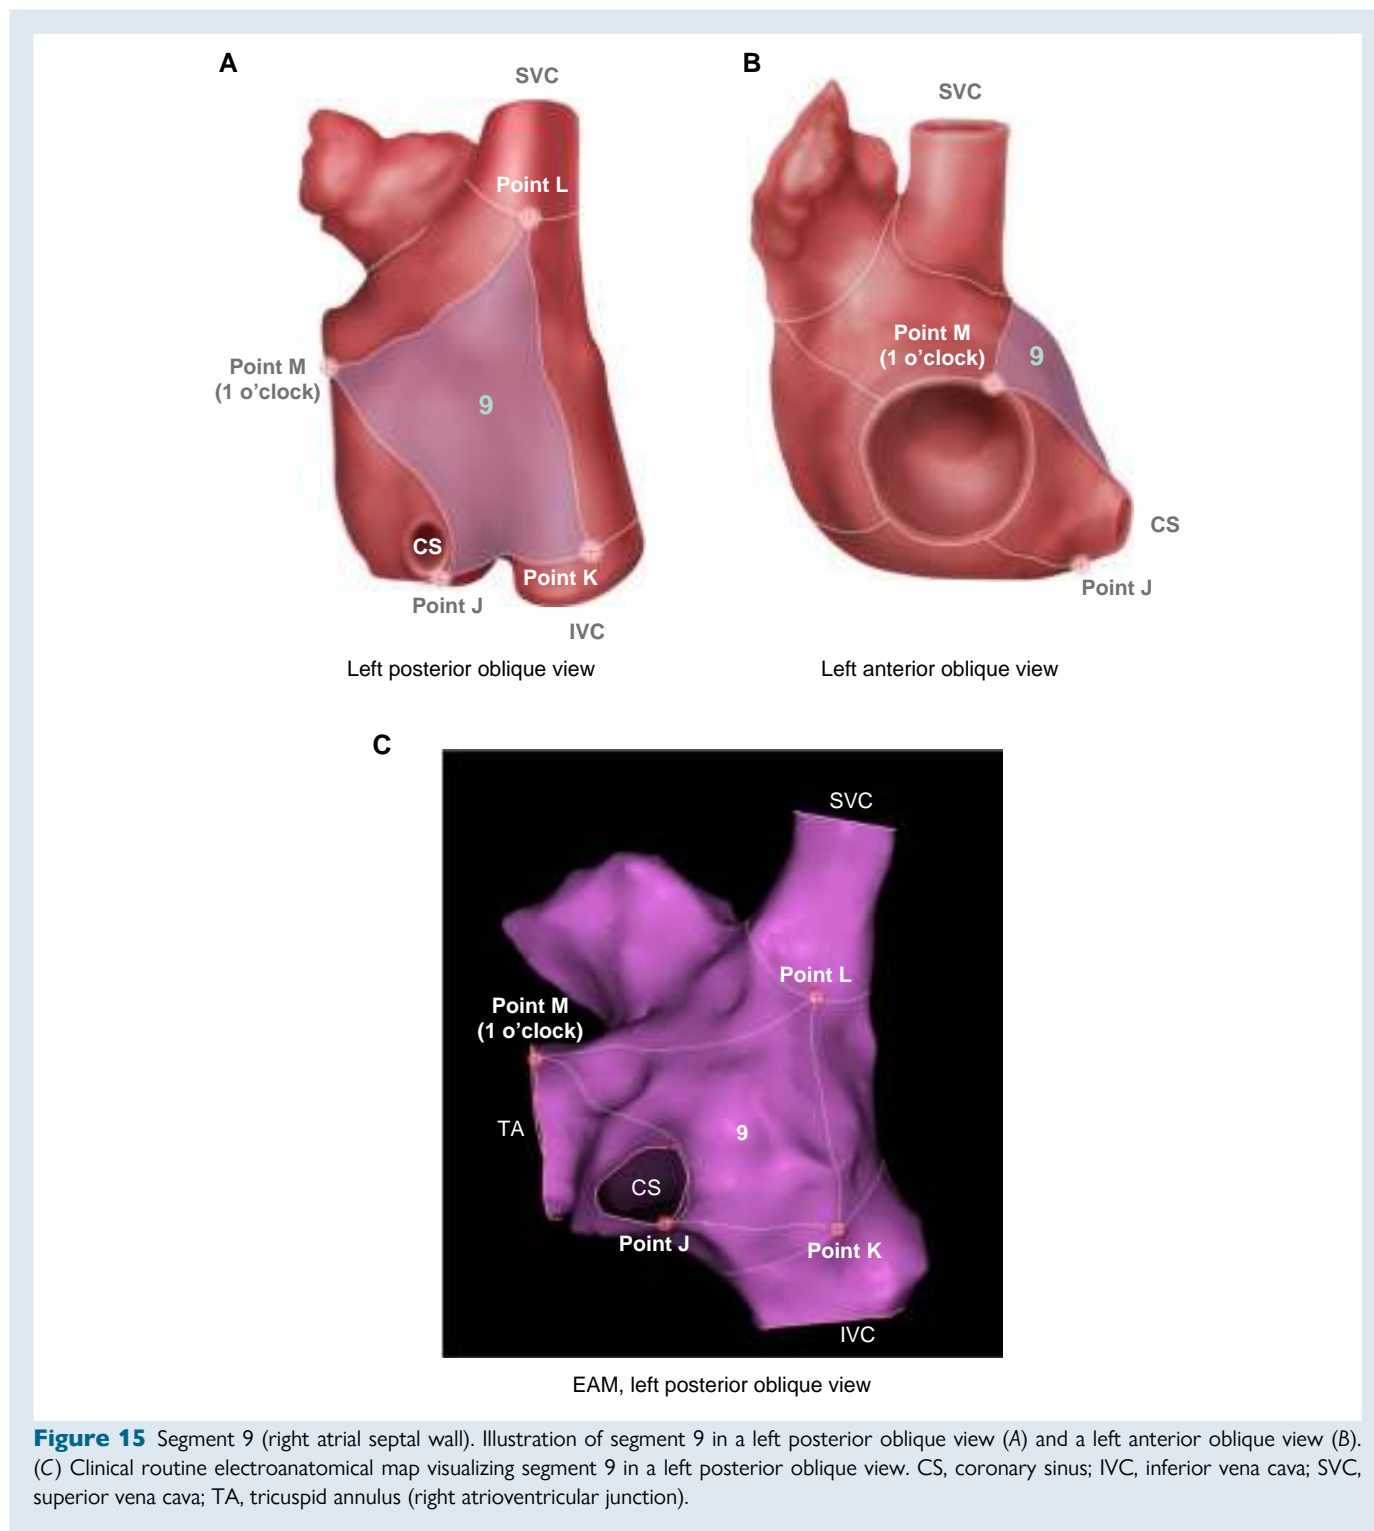 A
SVC
Point L
Point M
(1 o’clock)
9
CS
Point K
Point J
IVC
Left posterior oblique view
B
SVC
Point M
(1 o’clock)
9
CS
Point J
Left anterior oblique view
C
SVC
Point L
Point M
(1 o’clock)
TA
9
CS
Point J
Point K
IVC
EAM, left posterior oblique view
Figure 15 Segment 9 (right atrial septal wall). Illustration of segment 9 in a left posterior oblique view (A) and a left anterior oblique view (B).
(C) Clinical routine electroanatomical map visualizing segment 9 in a left posterior oblique view. CS, coronary sinus; IVC, inferior vena cava; SVC,
superior vena cava; TA, tricuspid annulus (right atrioventricular junction).